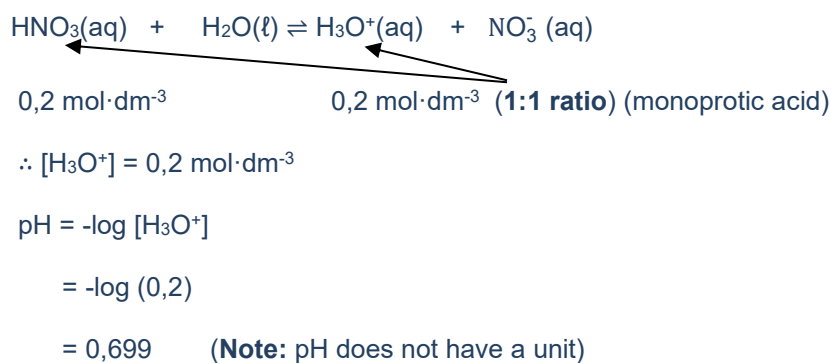 HNO₃(aq) + H₂O(ℓ) ⇌ H₃O⁺(aq) + NO₃⁻ (aq)
0,2 mol·dm⁻³ 0,2 mol·dm⁻³ (1:1 ratio) (monoprotic acid)
∴ [H₃O⁺] = 0,2 mol·dm⁻³
pH = -log [H₃O⁺]
= -log (0,2)
= 0,699 (Note: pH does not have a unit)